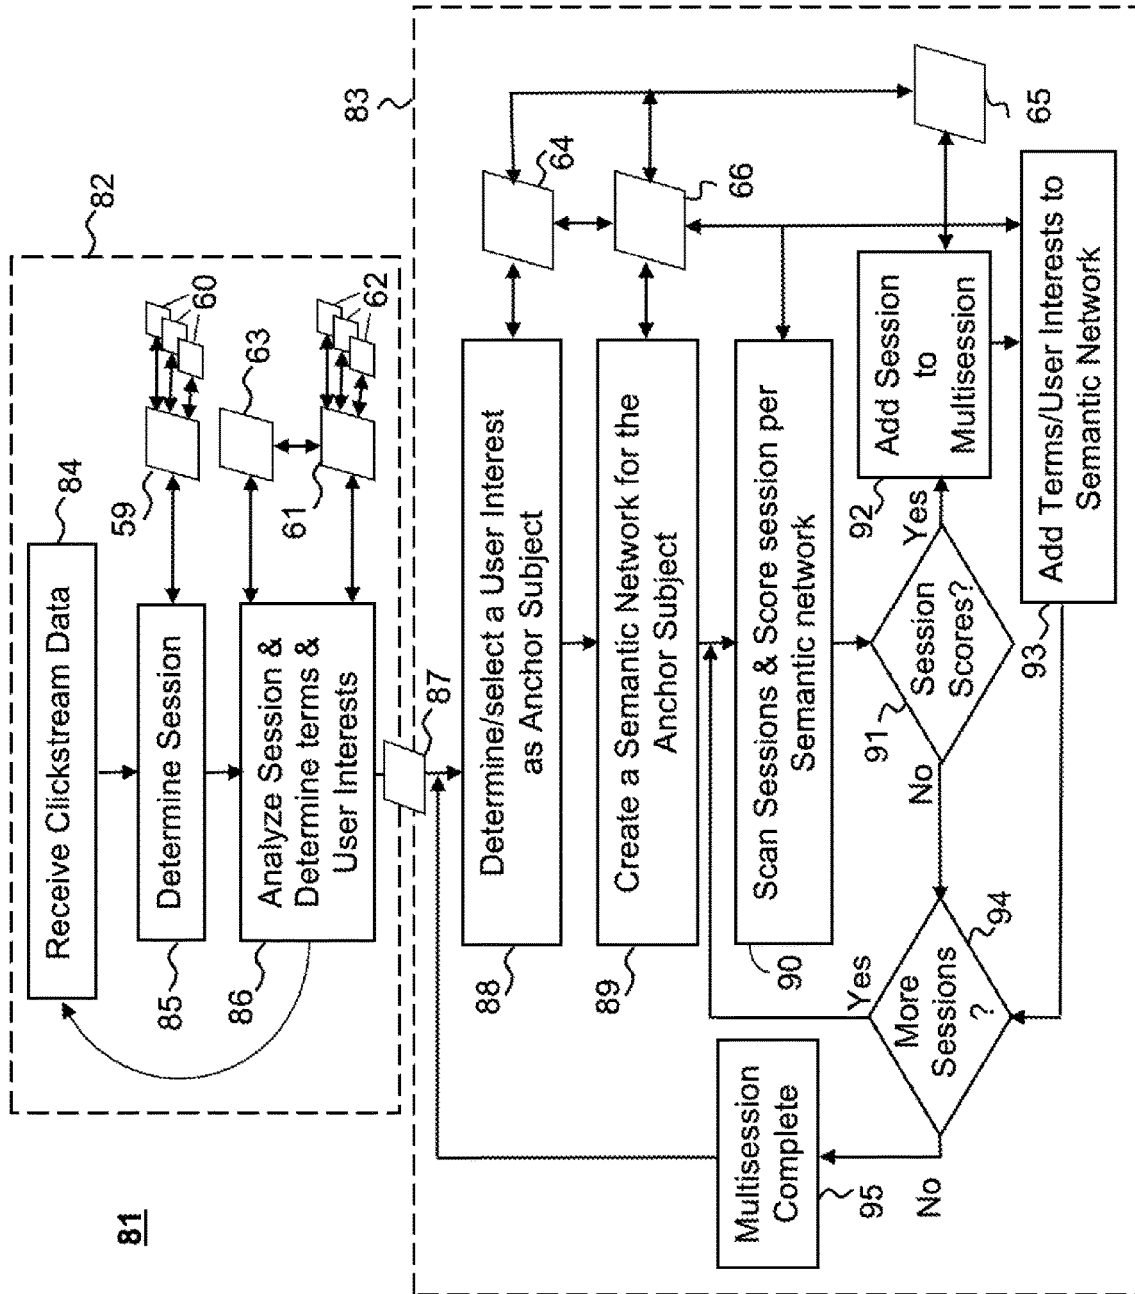 81
82
Receive Clickstream Data
84
Determine Session
85
59
60
Analyze Session &
Determine terms &
User Interests
86
63
61
62
87
83
Determine/select a User Interest
as Anchor Subject
88
64
Create a Semantic Network for the
Anchor Subject
89
66
Scan Sessions & Score session per
Semantic network
90
65
Session
Scores?
91
Yes
No
Add Session
to
Multisession
92
Add Terms/User Interests to
Semantic Network
93
More
Sessions
?
94
Yes
No
Multisession
Complete
95